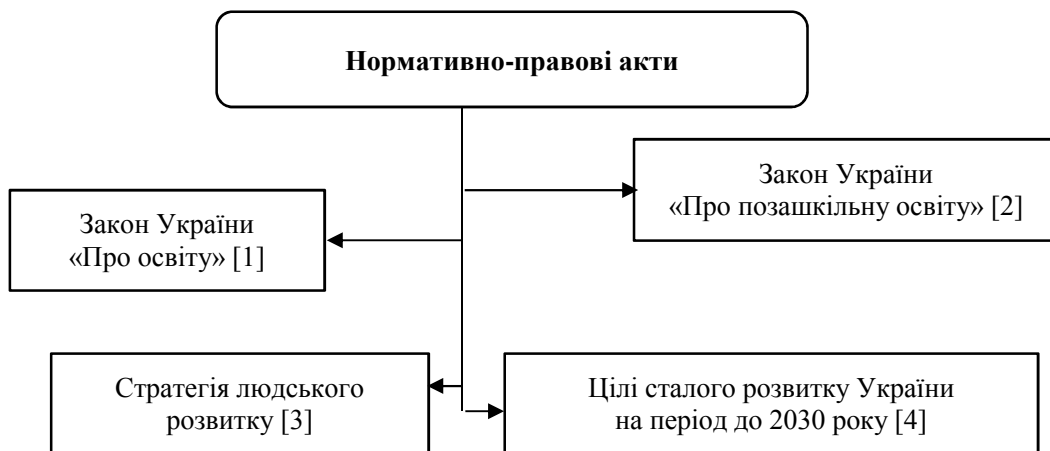 Нормативно-правові акти
Закон України
«Про позашкільну освіту» [2]
Закон України
«Про освіту» [1]
Стратегія людського
розвитку [3]
Цілі сталого розвитку України
на період до 2030 року [4]